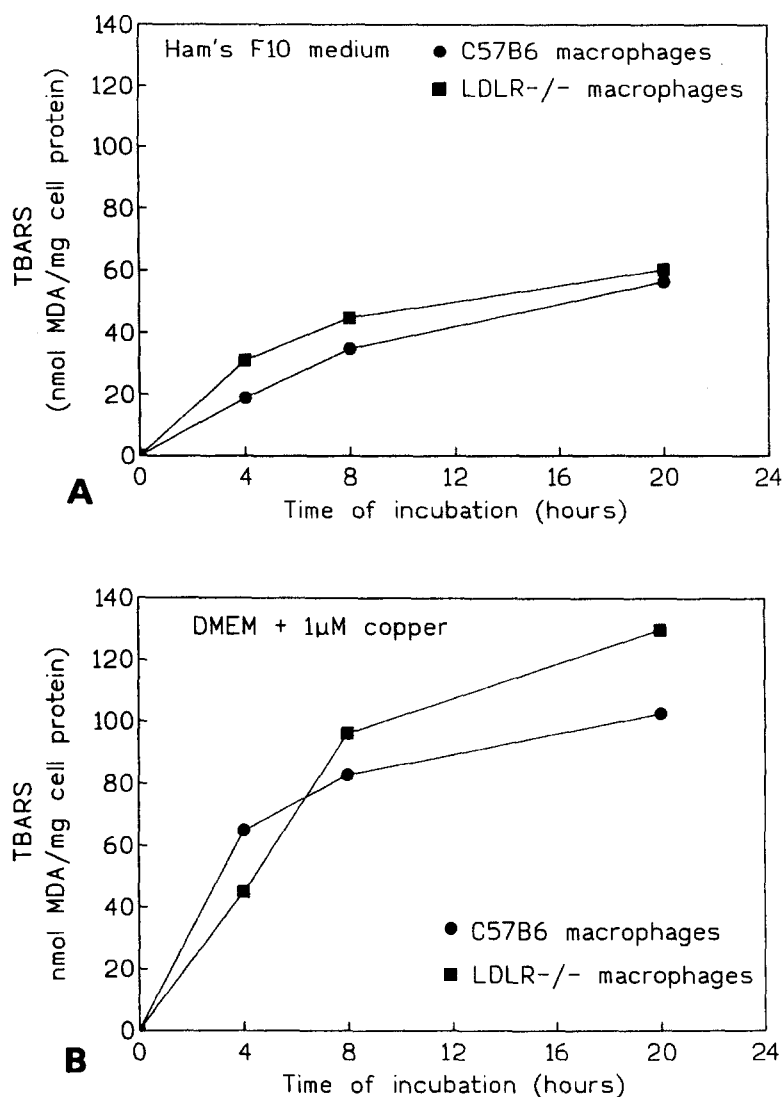 140
120
100
80
60
40
20
0
TBARS
(nmol MDA/mg cell protein)
Ham's F10 medium
C57B6 macrophages
LDLR-/- macrophages
0 4 8 12 16 20 24
Time of incubation (hours)
A
140
120
100
80
60
40
20
0
TBARS
nmol MDA/mg cell protein)
DMEM + 1µM copper
C57B6 macrophages
LDLR-/- macrophages
0 4 8 12 16 20 24
Time of incubation (hours)
B